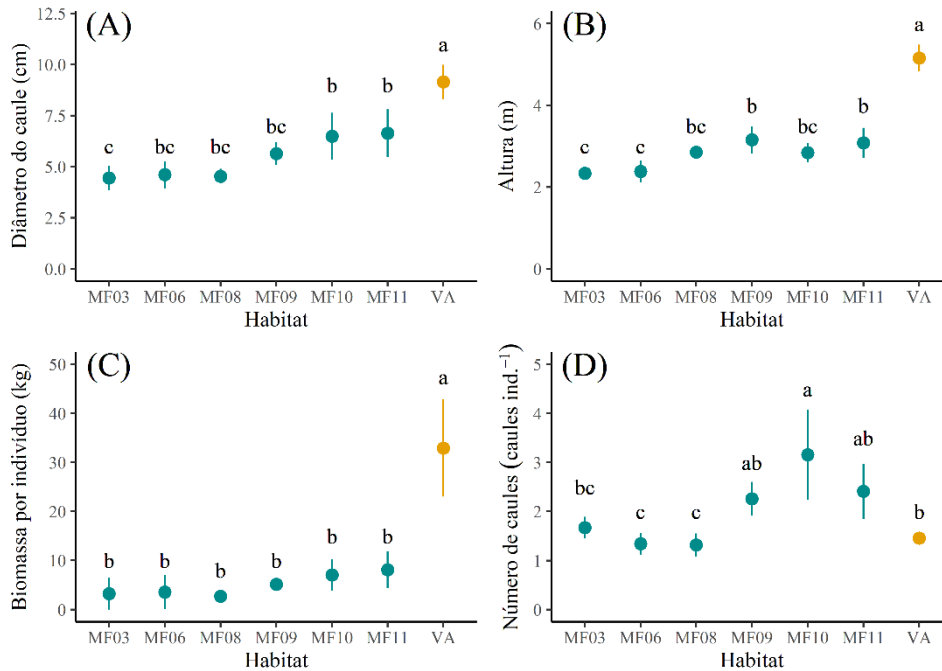 (A)
Diâmetro do caule (cm)
10.0
7.5
5.0
2.5
0.0
c bc bc bc b b a
MF03 MF06 MF08 MF09 MF10 MF11 VA
Habitat
(B)
Altura (m)
6
4
2
0
c c bc b bc b a
MF03 MF06 MF08 MF09 MF10 MF11 VA
Habitat
(C)
Biomassa por indivíduo (kg)
50
40
30
20
10
0
b b b b b b a
MF03 MF06 MF08 MF09 MF10 MF11 VA
Habitat
(D)
Número de caules (caules ind.⁻¹)
5
4
3
2
1
0
bc c c ab a ab b
MF03 MF06 MF08 MF09 MF10 MF11 VA
Habitat